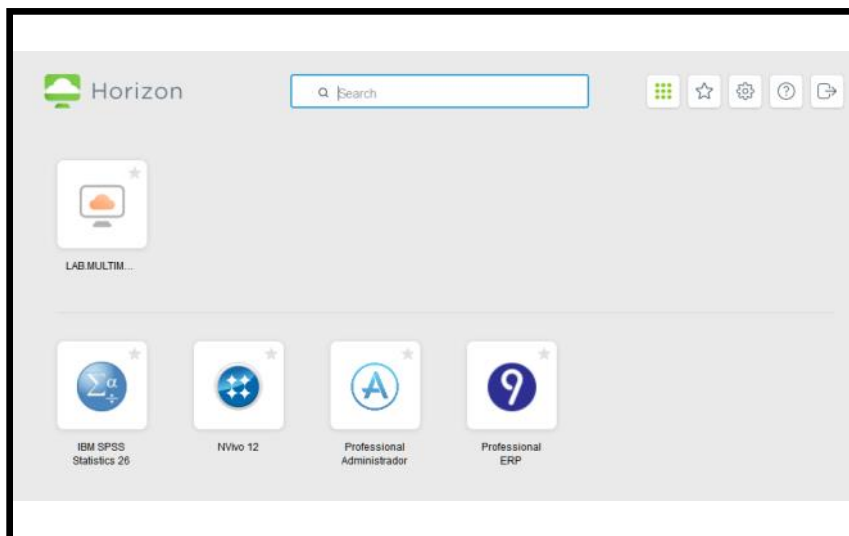 Horizon
Search
LAB.MULTIM...
IBM SPSS
Statistics 26
NVivo 12
Professional
Administrador
Professional
ERP